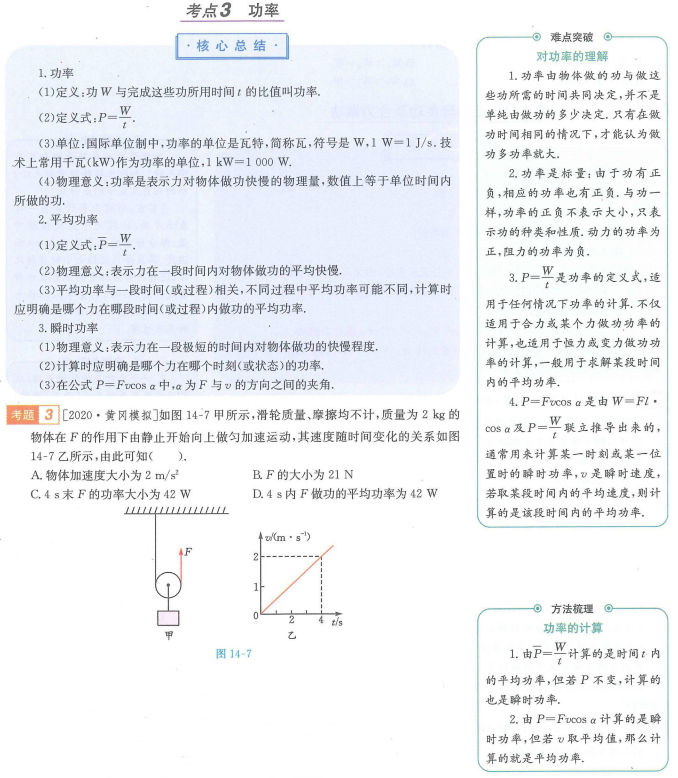 考点3 功率
·核心总结·
1.功率
(1)定义:功 W 与完成这些功所用时间 t 的比值叫功率.
(2)定义式:P=W/t.
(3)单位:国际单位制中,功率的单位是瓦特,简称瓦,符号是 W,1 W=1 J/s.技
术上常用千瓦(kW)作为功率的单位,1 kW=1 000 W.
(4)物理意义:功率是表示力对物体做功快慢的物理量,数值上等于单位时间内
所做的功.
2.平均功率
(1)定义式:P̅=W/t.
(2)物理意义:表示力在一段时间内对物体做功的平均快慢.
(3)平均功率与一段时间(或过程)相关,不同过程中平均功率可能不同,计算时
应明确是哪个力在哪段时间(或过程)内做功的平均功率.
3.瞬时功率
(1)物理意义:表示力在一段极短的时间内对物体做功的快慢程度.
(2)计算时应明确是哪个力在哪个时刻(或状态)的功率.
(3)在公式 P=Fvcos α 中,α 为 F 与 v 的方向之间的夹角.
考题 3 [2020·黄冈模拟]如图 14-7 甲所示,滑轮质量、摩擦均不计,质量为 2 kg 的
物体在 F 的作用下由静止开始向上做匀加速运动,其速度随时间变化的关系如图
14-7 乙所示,由此可知( ).
A.物体加速度大小为 2 m/s² B.F 的大小为 21 N
C.4 s 末 F 的功率大小为 42 W D.4 s 内 F 做功的平均功率为 42 W
F
甲
v/(m·s⁻¹)
2
1
0 2 4 t/s
乙
图 14-7
难点突破
对功率的理解
1.功率由物体做的功与做这
些功所需的时间共同决定,并不是
单纯由做功的多少决定.只有在做
功时间相同的情况下,才能认为做
功多功率就大.
2.功率是标量:由于功有正
负,相应的功率也有正负.与功一
样,功率的正负不表示大小,只表
示功的种类和性质.动力的功率为
正,阻力的功率为负.
3.P=W/t是功率的定义式,适
用于任何情况下功率的计算.不仅
适用于合力或某个力做功功率的
计算,也适用于恒力或变力做功功
率的计算,一般用于求解某段时间
内的平均功率.
4.P=Fvcos α 是由 W=Fl·
cos α 及 P=W/t 联立推导出来的,
通常用来计算某一时刻或某一位
置时的瞬时功率,v 是瞬时速度,
若取某段时间内的平均速度,则计
算的是该段时间内的平均功率.
方法梳理
功率的计算
1.由P̅=W/t计算的是时间 t 内
的平均功率,但若 P 不变,计算的
也是瞬时功率.
2.由 P=Fvcos α 计算的是瞬
时功率,但若 v 取平均值,那么计
算的就是平均功率.